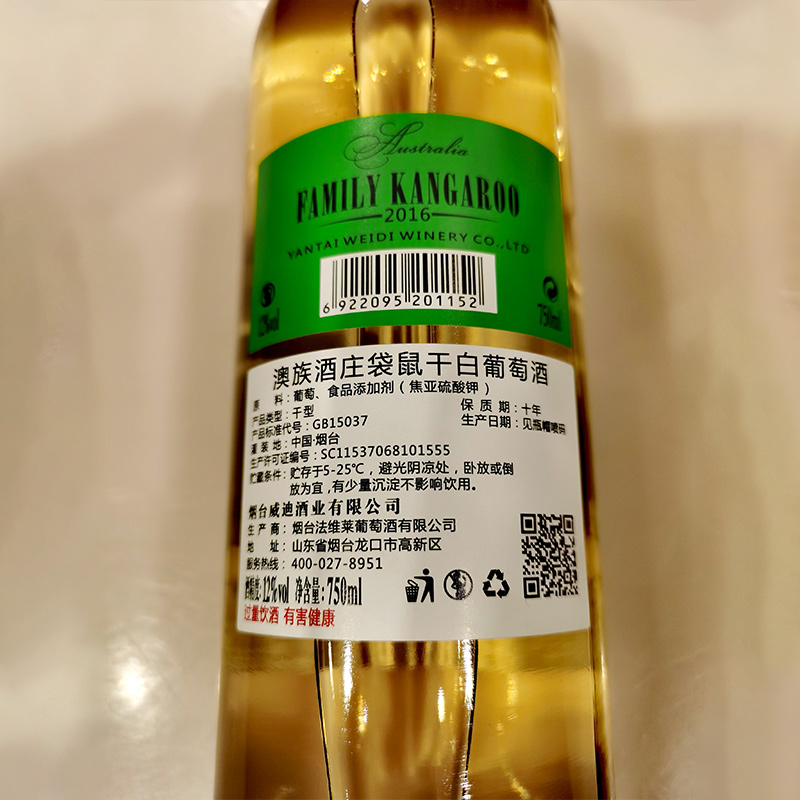 Australia
FAMILY KANGAROO
2016
YANTAI WEIDI WINERY CO.,LTD
6 922095 201152
12%vol
750ml
澳族酒庄袋鼠干白葡萄酒
原 料：葡萄、食品添加剂（焦亚硫酸钾）
产品类型：干型
保 质 期：十年
产品标准代号：GB15037
生产日期：见瓶帽喷码
灌 装 地：中国·烟台
生产许可证编号：SC11537068101555
贮藏条件：贮存于5-25℃，避光阴凉处，卧放或倒
放为宜,有少量沉淀不影响饮用。
烟台威迪酒业有限公司
生 产 商：烟台法维莱葡萄酒有限公司
地 址：山东省烟台龙口市高新区
服务热线：400-027-8951
酒精度:12%vol 净含量:750ml
过量饮酒 有害健康